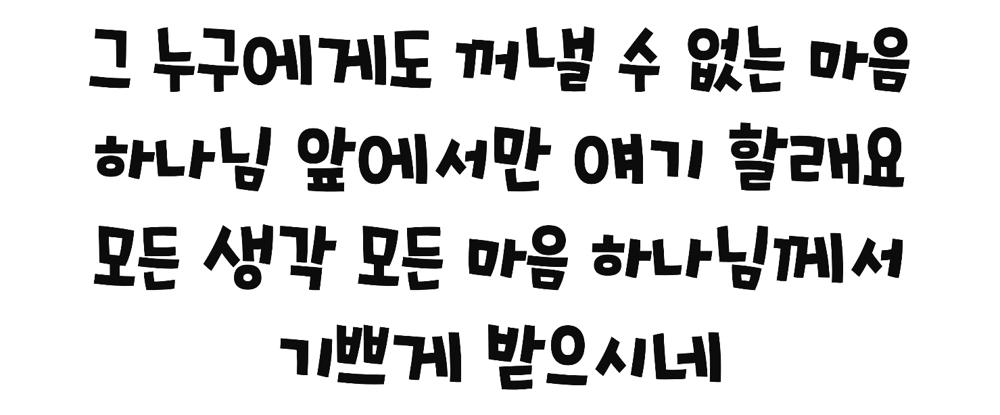 그 누구에게도 꺼낼 수 없는 마음
하나님 앞에서만 얘기 할래요
모든 생각 모든 마음 하나님께서
기쁘게 받으시네